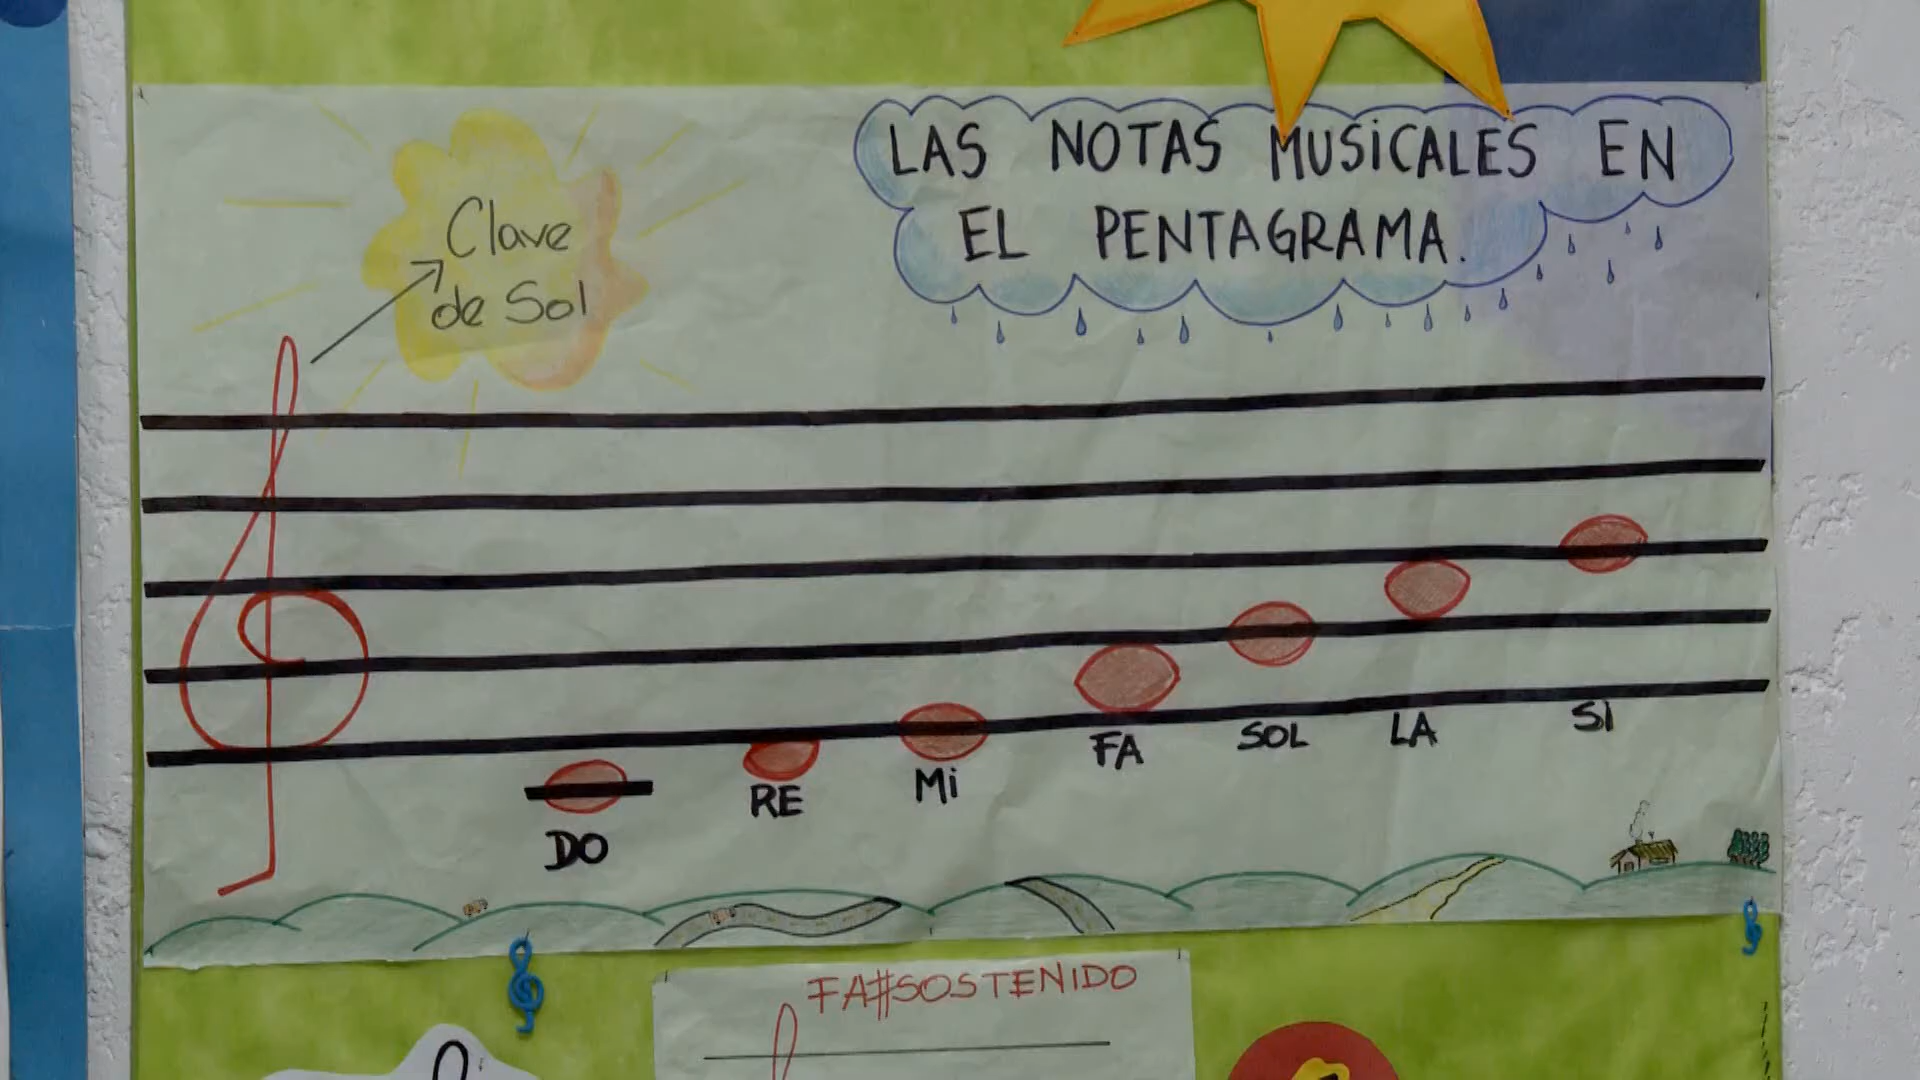 LAS NOTAS MUSiCALES EN
EL PENTAGRAMA.
Clave
de Sol
DO
RE
Mi
FA
SOL
LA
Si
FA#SOSTENIDO